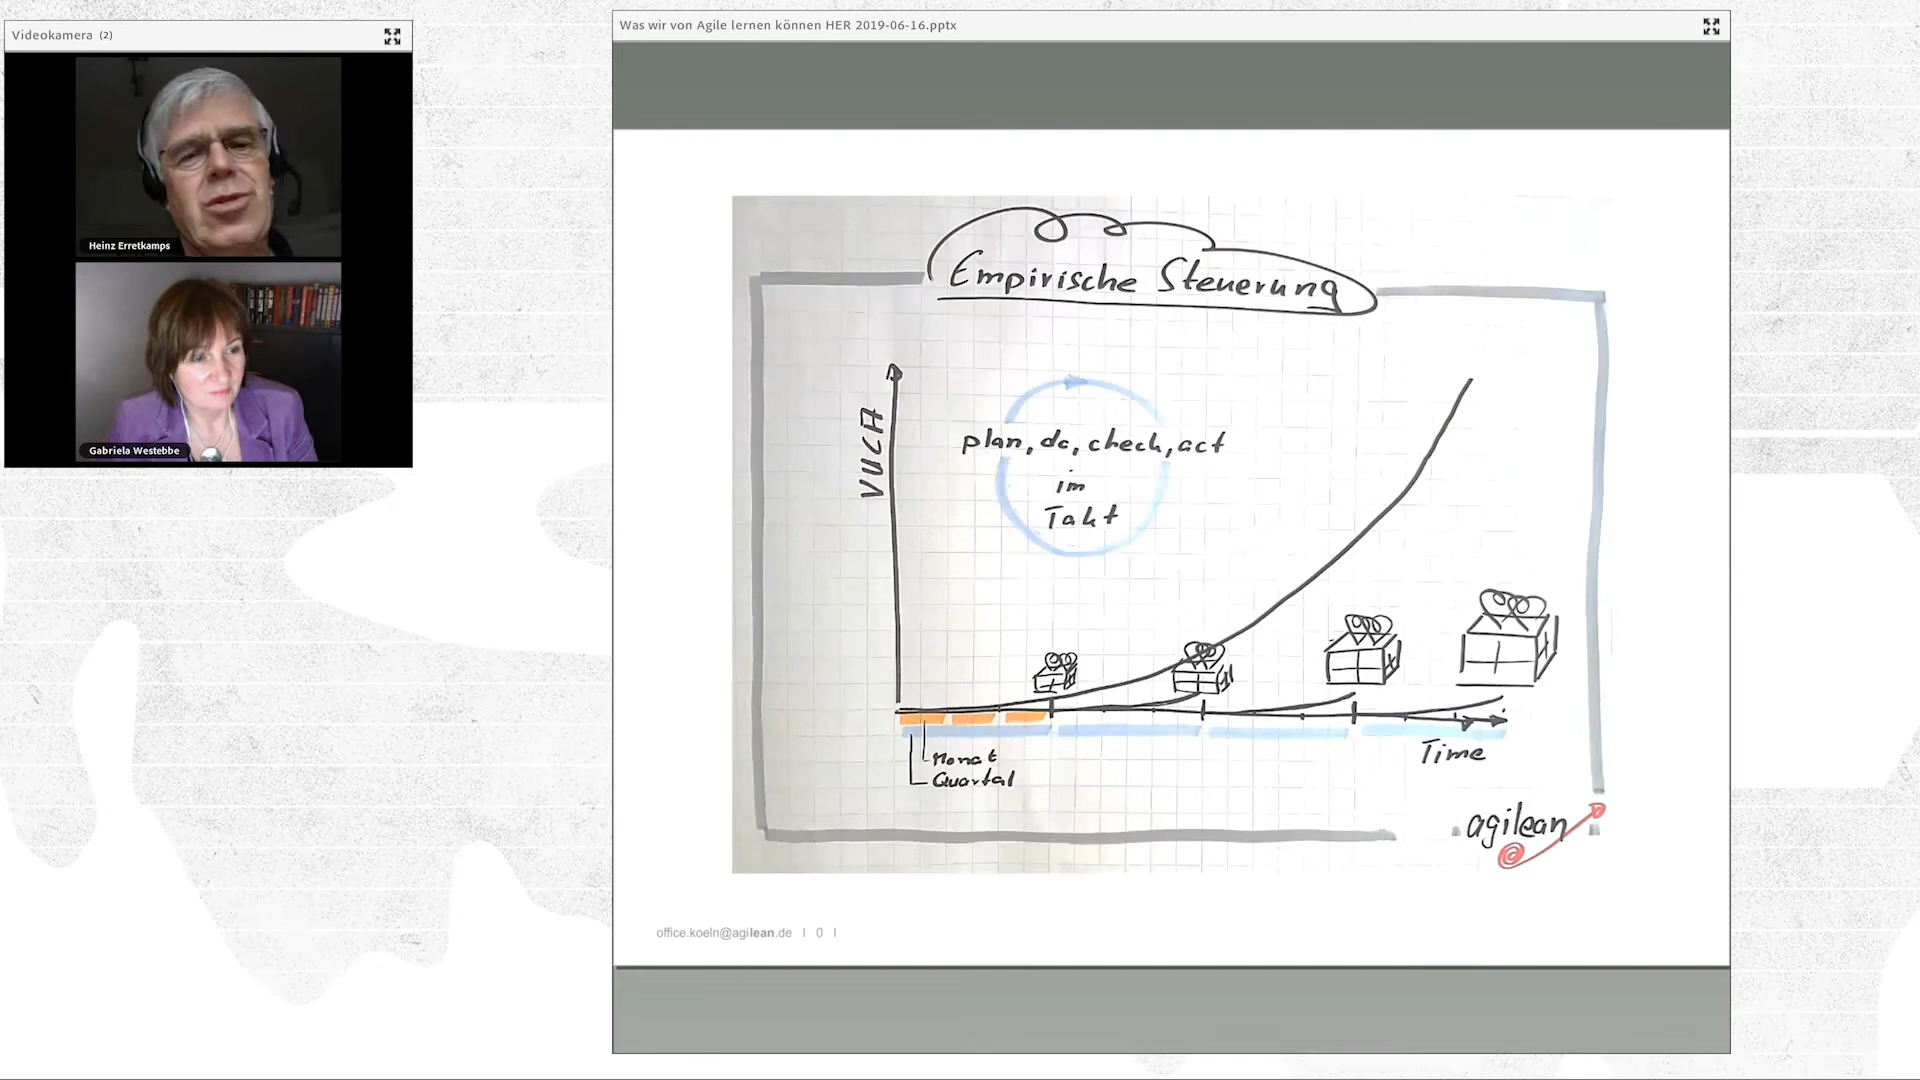 Videokamera (2)
Heinz Erretkamps
Gabriela Westebbe
Was wir von Agile lernen können HER 2019-06-16.pptx
Empirische Steuerung
VUCA
plan, do, check, act
im
Takt
Monat
Quartal
Time
agilean
office.koeln@agilean.de I 0 I